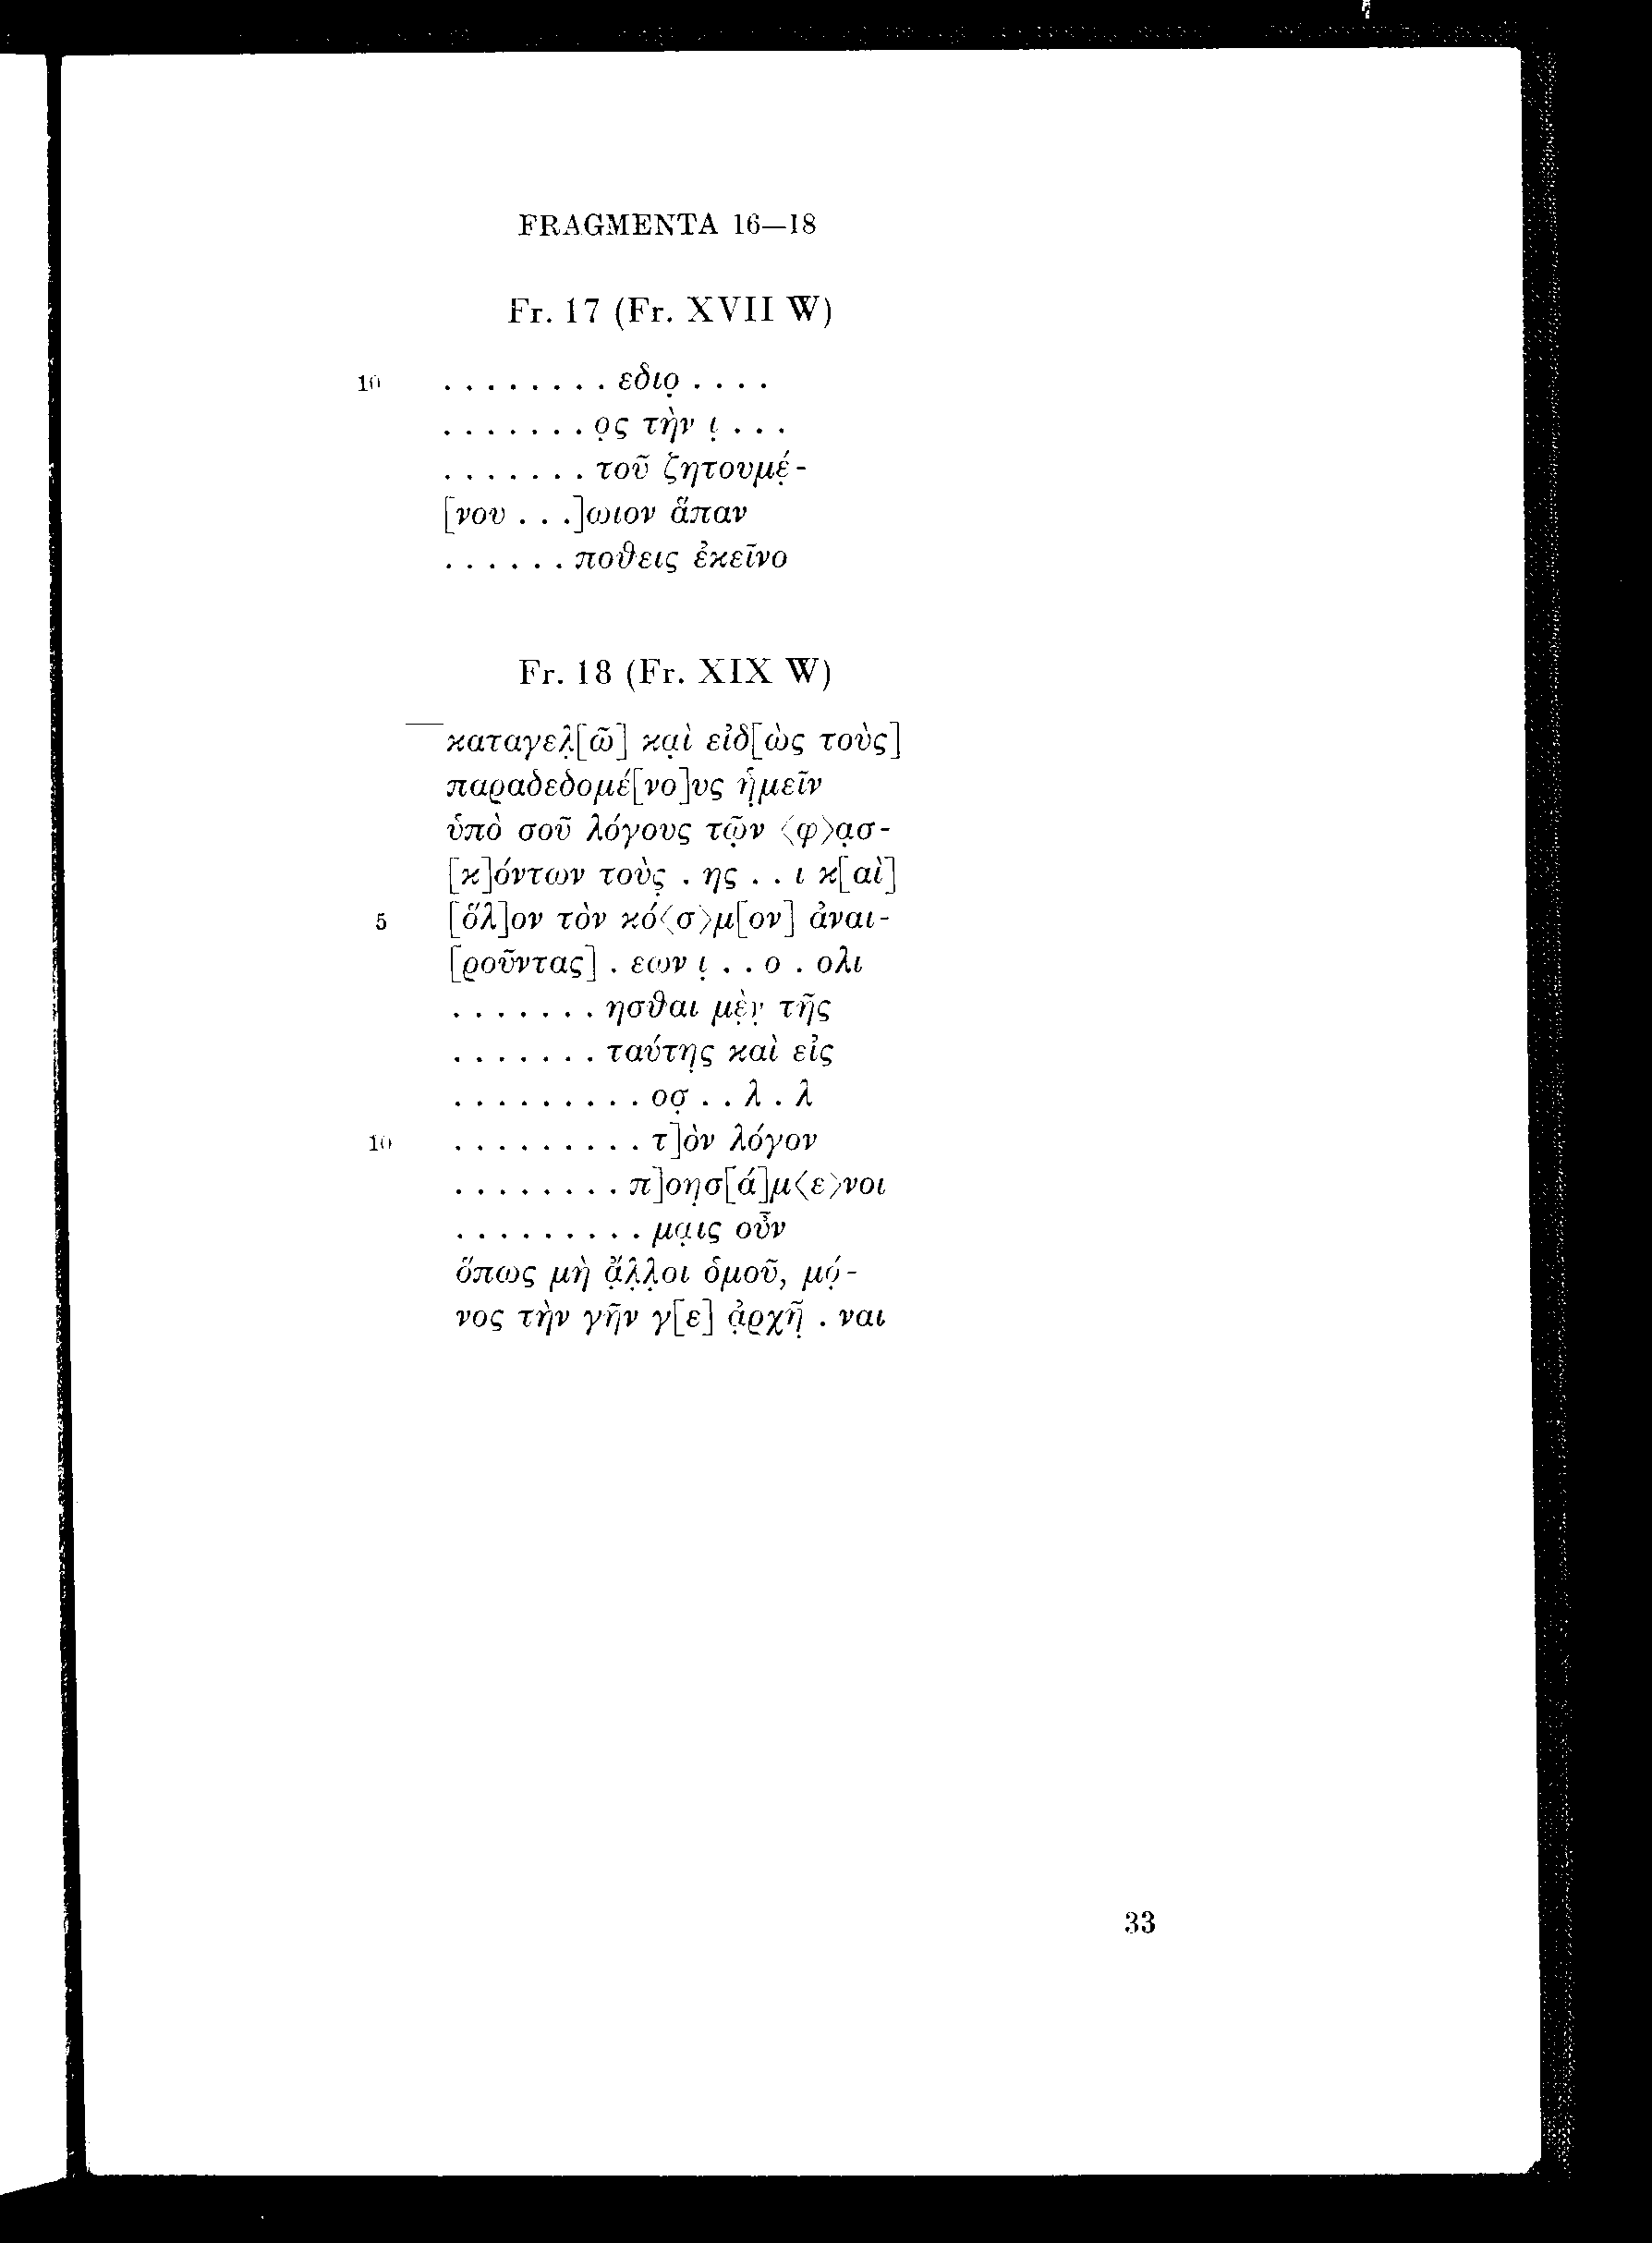 FRAGMENTA 16—18
Fr. 17 (Fr. XVII W)
10 . . . . . . . . εδιο̣ . . . .
. . . . . . . ο̣ς τὴν ι̣ . . .
. . . . . . . τοῦ ζητουμέ̣-
[νου . . .]ωιον ἅπαν
. . . . . . ποθεις ἐκεῖνο
Fr. 18 (Fr. XIX W)
καταγελ̣[ῶ] κα̣ὶ εἰδ[ὼς τοὺς]
παραδεδομέ[νο]υς ἡ̣μεῖν
ὑπὸ σοῦ λόγους τῶ̣ν ⟨φ⟩α̣σ-
[κ]όντων τοὺς̣ . ης . . ι κ[αὶ]
5 [ὅλ]ον τὸν κό⟨σ⟩μ[ον] ἀναι-
[ροῦντας] . εων ι̣ . . ο . ολι
. . . . . . . ησθαι μὲ̣ν̣ τῆς
. . . . . . . ταύτη̣ς καὶ εἰς
. . . . . . . . . οσ̣ . . λ . λ
10 . . . . . . . . . τ]ὸν λόγον
. . . . . . . . π]οη̣σ[ά]μ⟨ε⟩νοι
. . . . . . . . . μα̣ις οὖν
ὅπως μὴ ἄ̣λ̣λ̣οι ὁμοῦ, μό̣-
νος τὴν γῆν γ[ε] ἀ̣ρχῆ̣ . ναι
33